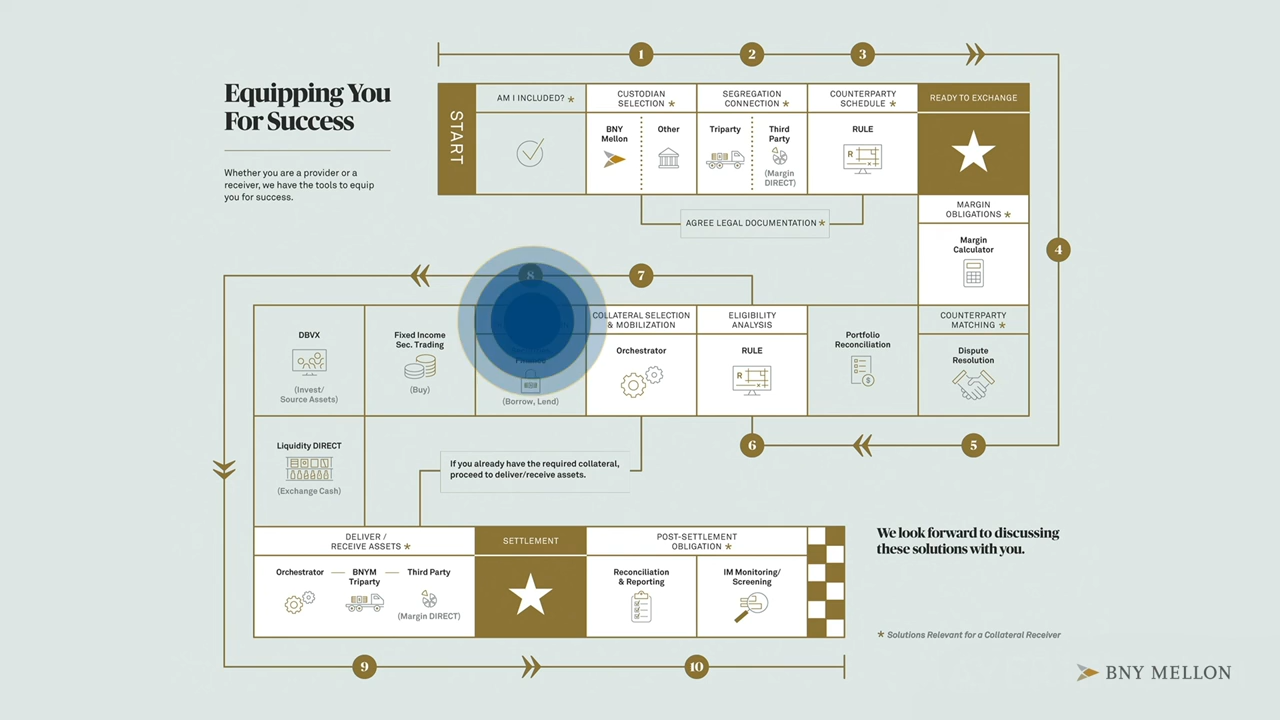 Equipping You
For Success
Whether you are a provider or a
receiver, we have the tools to equip
you for success.
1
2
3
START
AM I INCLUDED? *
CUSTODIAN
SELECTION *
BNY
Mellon
Other
SEGREGATION
CONNECTION *
Triparty
Third
Party
(Margin
DIRECT)
COUNTERPARTY
SCHEDULE *
RULE
R
READY TO EXCHANGE
AGREE LEGAL DOCUMENTATION *
MARGIN
OBLIGATIONS *
Margin
Calculator
4
8
7
DBVX
(Invest/
Source Assets)
Fixed Income
Sec. Trading
(Buy)
(Borrow, Lend)
COLLATERAL SELECTION
& MOBILIZATION
Orchestrator
ELIGIBILITY
ANALYSIS
RULE
R
Portfolio
Reconciliation
$
COUNTERPARTY
MATCHING *
Dispute
Resolution
6
5
Liquidity DIRECT
(Exchange Cash)
If you already have the required collateral,
proceed to deliver/receive assets.
DELIVER /
RECEIVE ASSETS *
Orchestrator
BNYM
Triparty
Third Party
(Margin DIRECT)
SETTLEMENT
POST-SETTLEMENT
OBLIGATION *
Reconciliation
& Reporting
IM Monitoring/
Screening
We look forward to discussing
these solutions with you.
* Solutions Relevant for a Collateral Receiver
9
10
BNY MELLON